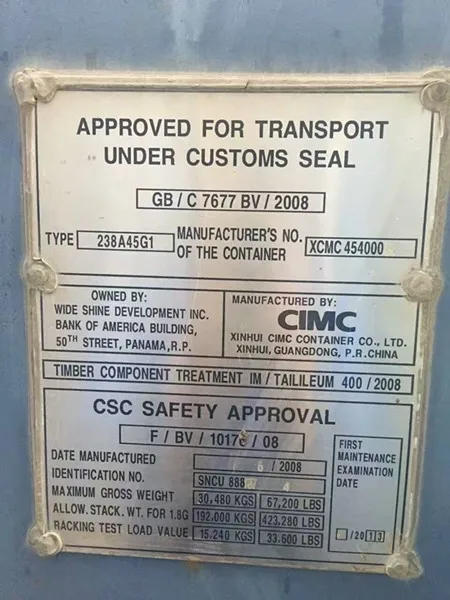 APPROVED FOR TRANSPORT
UNDER CUSTOMS SEAL
GB / C 7677 BV / 2008
TYPE 238A45G1 MANUFACTURER'S NO. OF THE CONTAINER XCMC 454000
OWNED BY:
WIDE SHINE DEVELOPMENT INC.
BANK OF AMERICA BUILDING,
50TH STREET, PANAMA,R.P.
MANUFACTURED BY:
CIMC
XINHUI CIMC CONTAINER CO., LTD.
XINHUI, GUANGDONG, P.R.CHINA
TIMBER COMPONENT TREATMENT IM / TAILILEUM 400 / 2008
CSC SAFETY APPROVAL
F / BV / 10176 / 08
DATE MANUFACTURED 6 / 2008
IDENTIFICATION NO. SNCU 888
MAXIMUM GROSS WEIGHT 30,480 KGS 67,200 LBS
ALLOW. STACK. WT. FOR 1.8G 192,000 KGS 423,280 LBS
RACKING TEST LOAD VALUE 15,240 KGS 33,600 LBS
FIRST
MAINTENANCE
EXAMINATION
DATE
/2013